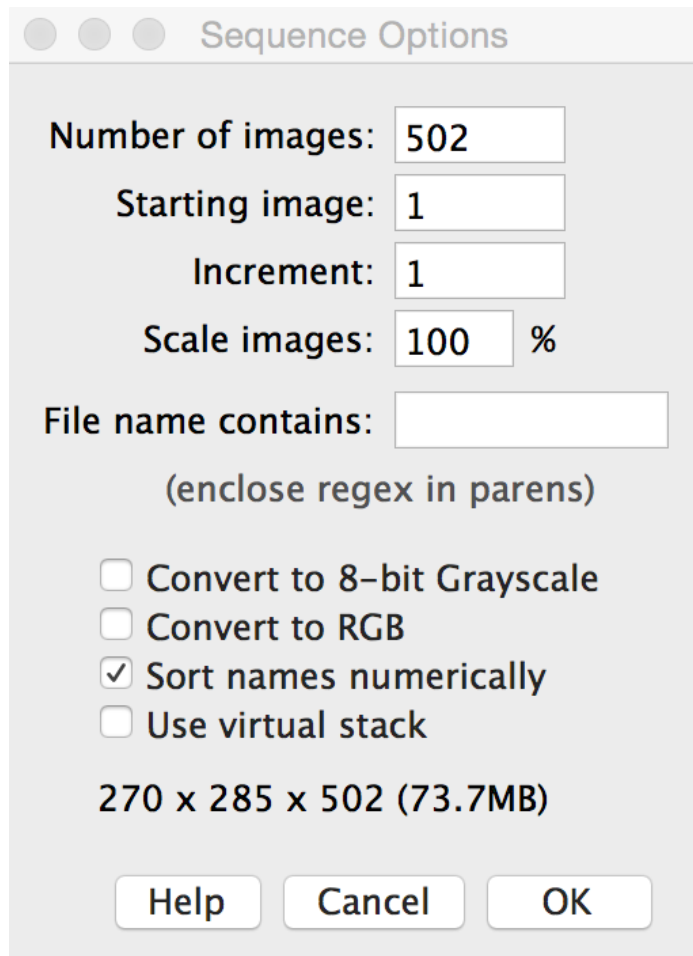 Sequence Options
Number of images: 502
Starting image: 1
Increment: 1
Scale images: 100 %
File name contains:
(enclose regex in parens)
Convert to 8-bit Grayscale
Convert to RGB
Sort names numerically
Use virtual stack
270 x 285 x 502 (73.7MB)
Help Cancel OK